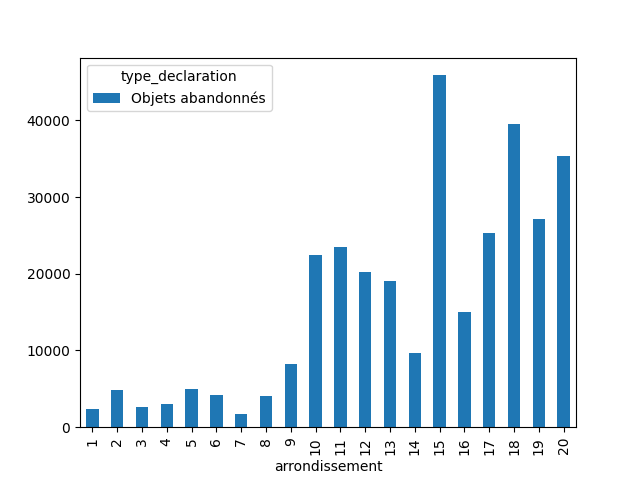 type_declaration
Objets abandonnés
40000
30000
20000
10000
0
1 2 3 4 5 6 7 8 9 10 11 12 13 14 15 16 17 18 19 20
arrondissement